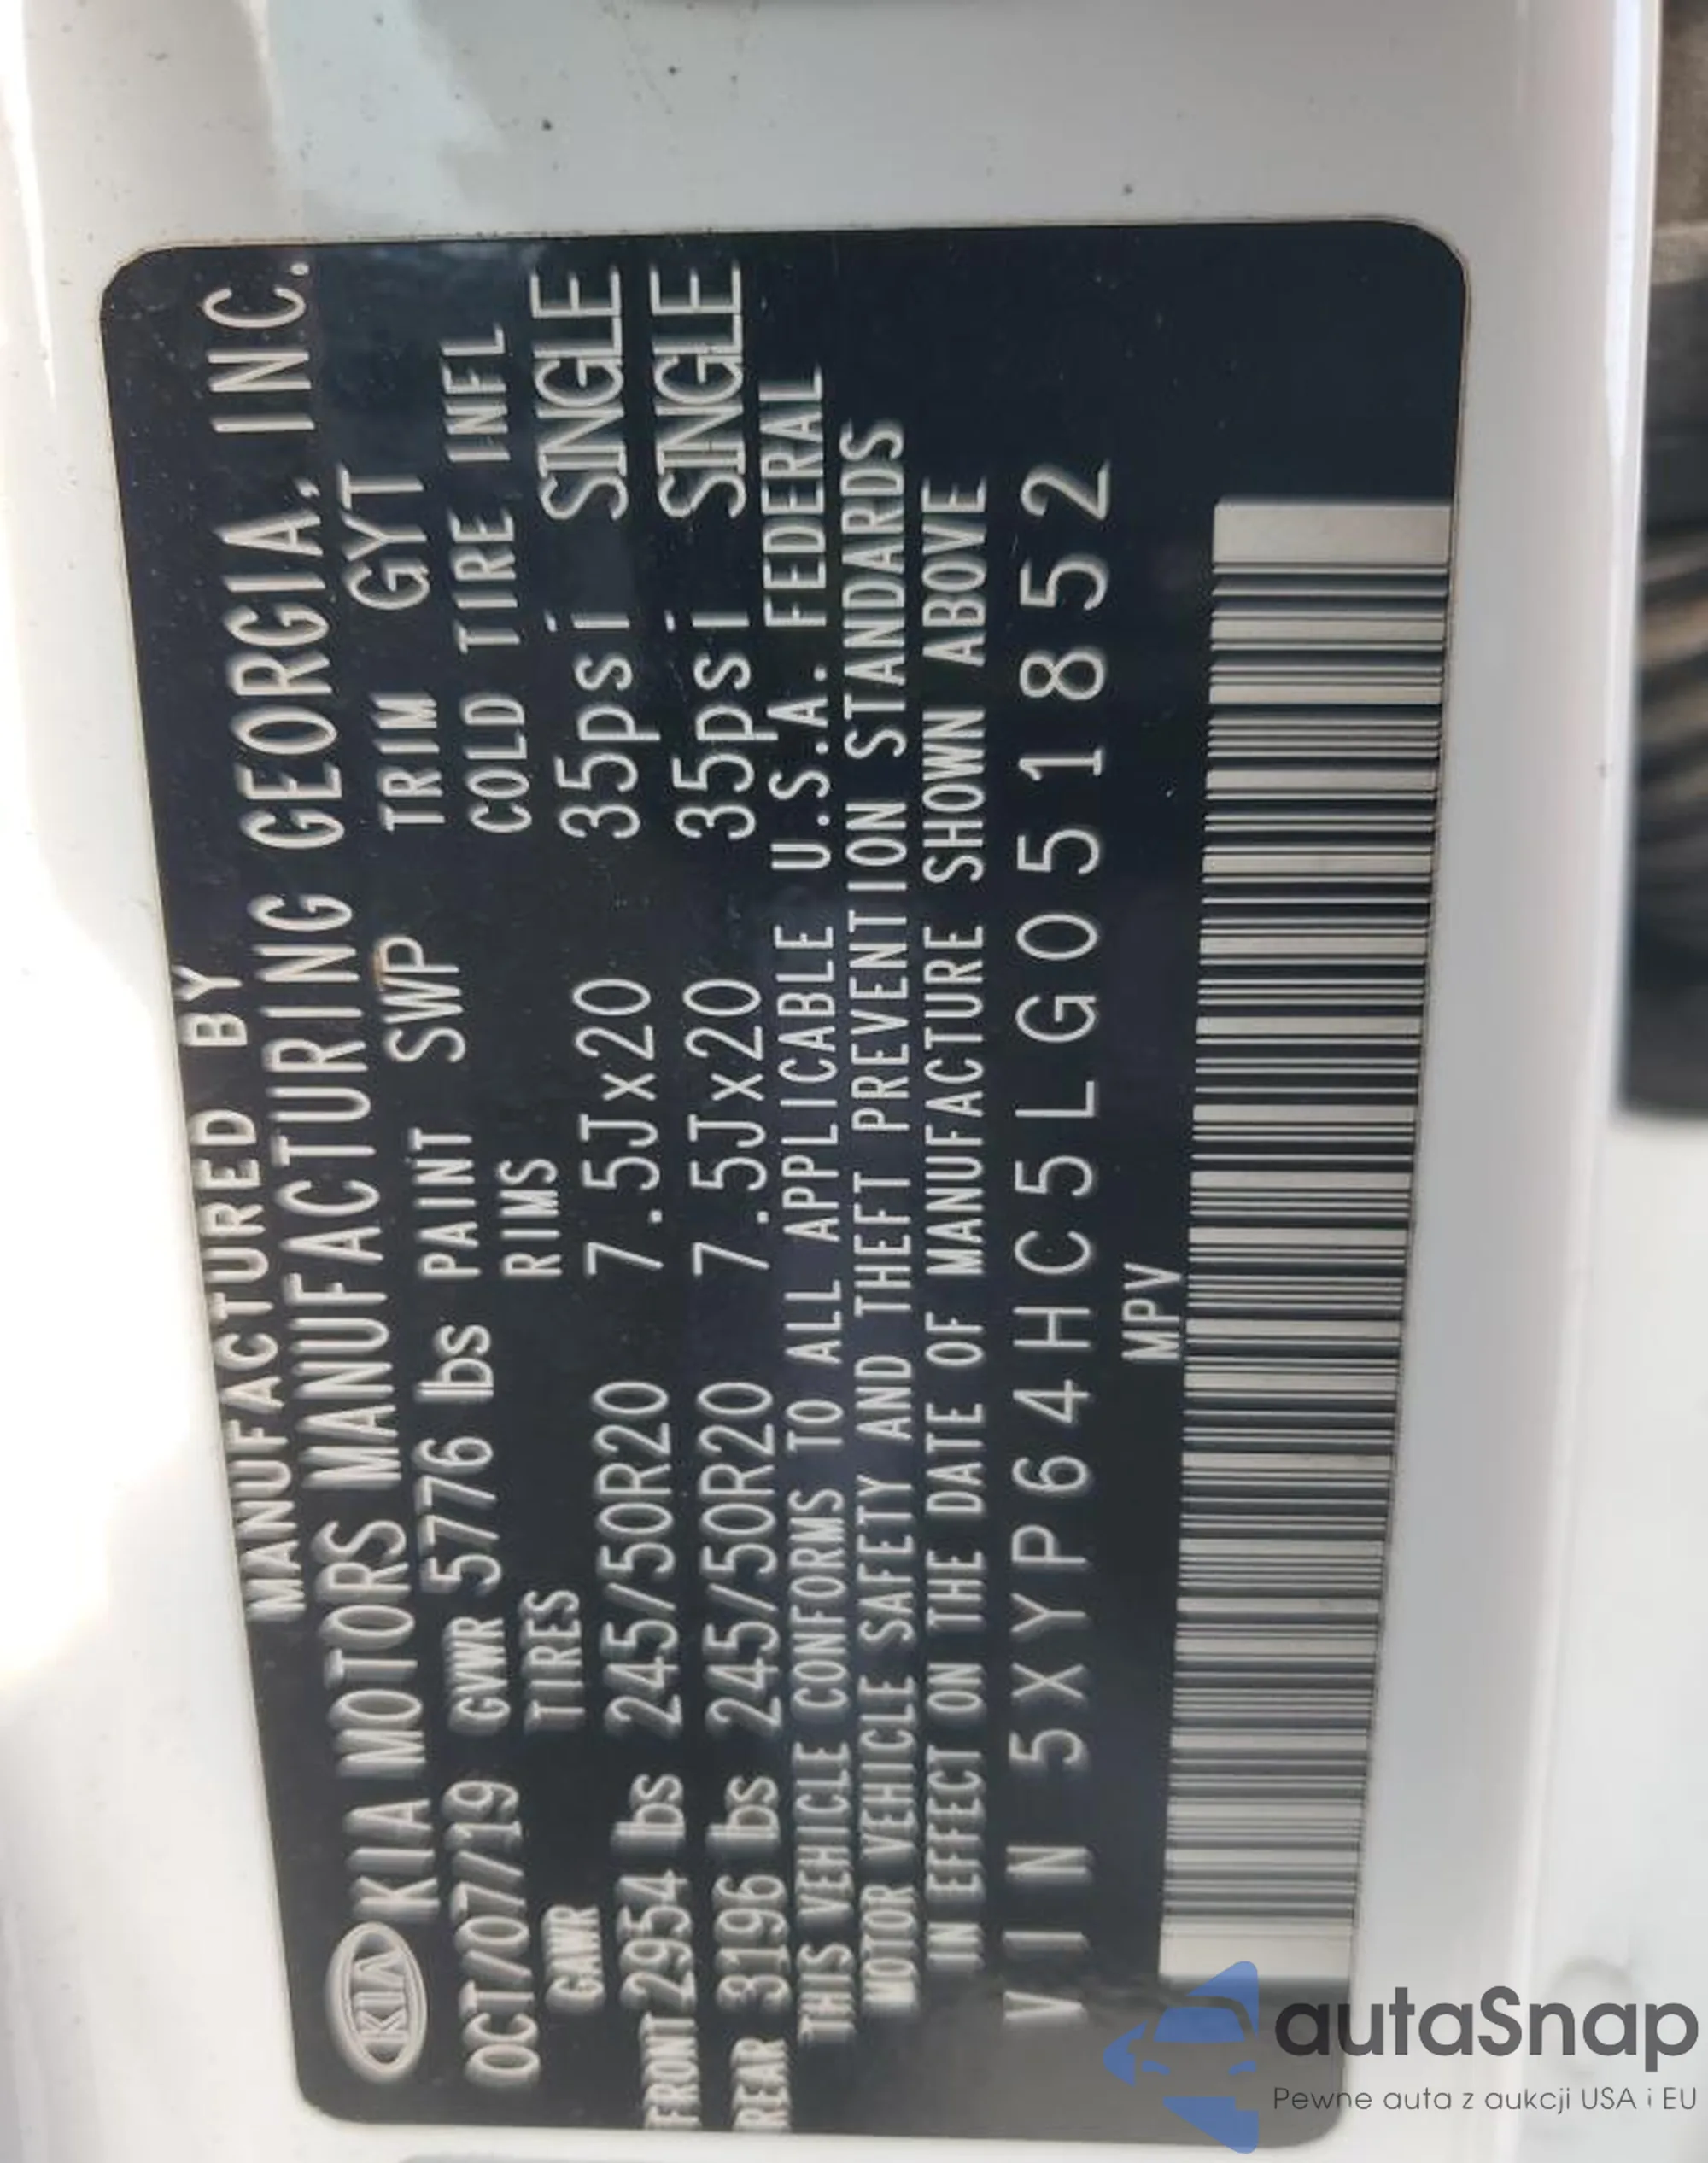 MANUFACTURED BY
KIA KIA MOTORS MANUFACTURING GEORGIA, INC.
OCT/07/19 GVWR 5776 lbs PAINT SWP TRIM GYT
GAWR TIRES RIMS COLD TIRE INFL
FRONT 2954 lbs 245/50R20 7.5Jx20 35psi SINGLE
REAR 3196 lbs 245/50R20 7.5Jx20 35psi SINGLE
THIS VEHICLE CONFORMS TO ALL APPLICABLE U.S.A. FEDERAL
MOTOR VEHICLE SAFETY AND THEFT PREVENTION STANDARDS
IN EFFECT ON THE DATE OF MANUFACTURE SHOWN ABOVE
VIN 5XYP64HC5LG051852
MPV
autaSnap
Pewne auta z aukcji USA i EU